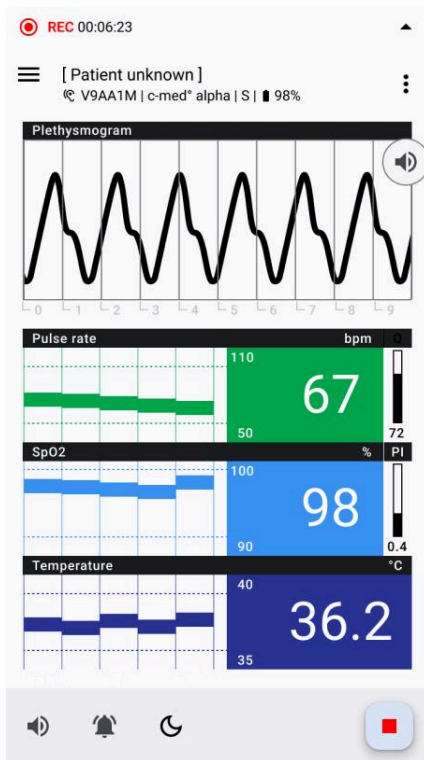 REC 00:06:23
[ Patient unknown ]
V9AA1M | c-med° alpha | S | 98%
Plethysmogram
0 1 2 3 4 5 6 7 8 9
Pulse rate bpm Q
110
67
50
72
SpO2 % PI
100
98
90
0.4
Temperature °C
40
36.2
35